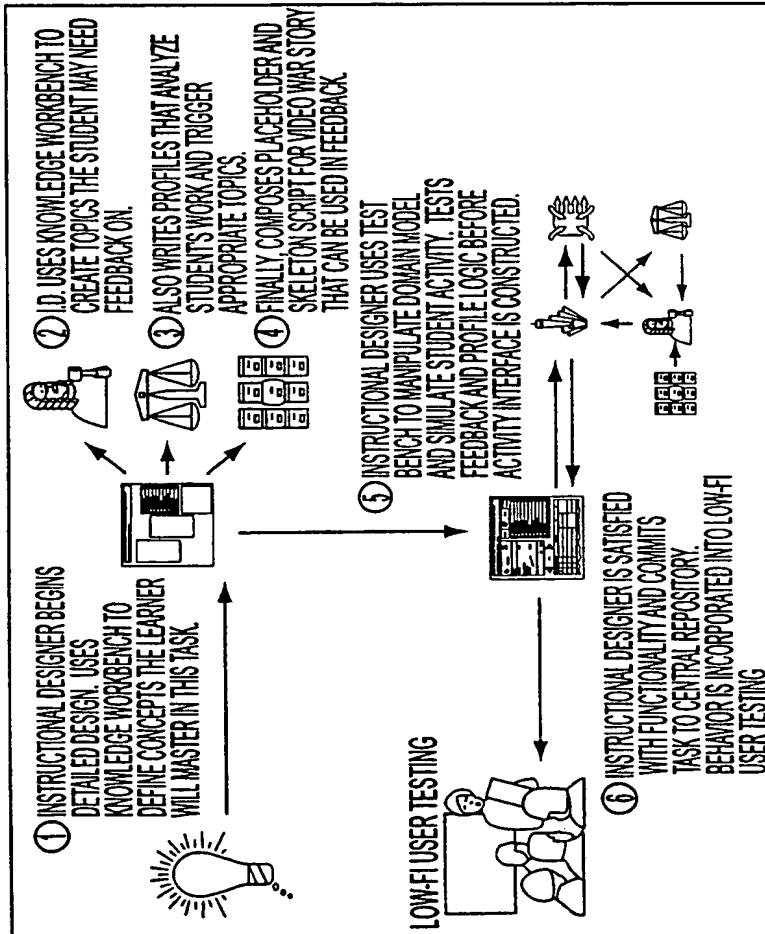 ① INSTRUCTIONAL DESIGNER BEGINS
DETAILED DESIGN. USES
KNOWLEDGE WORKBENCH TO
DEFINE CONCEPTS THE LEARNER
WILL MASTER IN THIS TASK.
② I.D. USES KNOWLEDGE WORKBENCH TO
CREATE TOPICS THE STUDENT MAY NEED
FEEDBACK ON.
③ ALSO WRITES PROFILES THAT ANALYZE
STUDENTS WORK AND TRIGGER
APPROPRIATE TOPICS.
④ FINALLY, COMPOSES PLACEHOLDER AND
SKELETON SCRIPT FOR VIDEO WAR STORY
THAT CAN BE USED IN FEEDBACK.
⑤ INSTRUCTIONAL DESIGNER USES TEST
BENCH TO MANIPULATE DOMAIN MODEL
AND SIMULATE STUDENT ACTIVITY. TESTS
FEEDBACK AND PROFILE LOGIC BEFORE
ACTIVITY INTERFACE IS CONSTRUCTED.
LOW-FI USER TESTING
⑥ INSTRUCTIONAL DESIGNER IS SATISFIED
WITH FUNCTIONALITY AND COMMITS
TASK TO CENTRAL REPOSITORY.
BEHAVIOR IS INCORPORATED INTO LOW-FI
USER TESTING